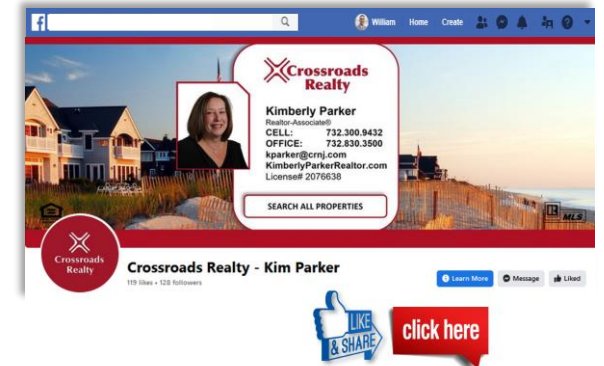 f
William Home Create
Crossroads
Realty
Kimberly Parker
Realtor-Associate®
CELL: 732.300.9432
OFFICE: 732.830.3500
kparker@crnj.com
KimberlyParkerRealtor.com
License# 2076638
SEARCH ALL PROPERTIES
MLS
Crossroads
Realty
Crossroads Realty - Kim Parker
119 likes • 128 followers
Learn More Message Liked
LIKE
& SHARE
click here